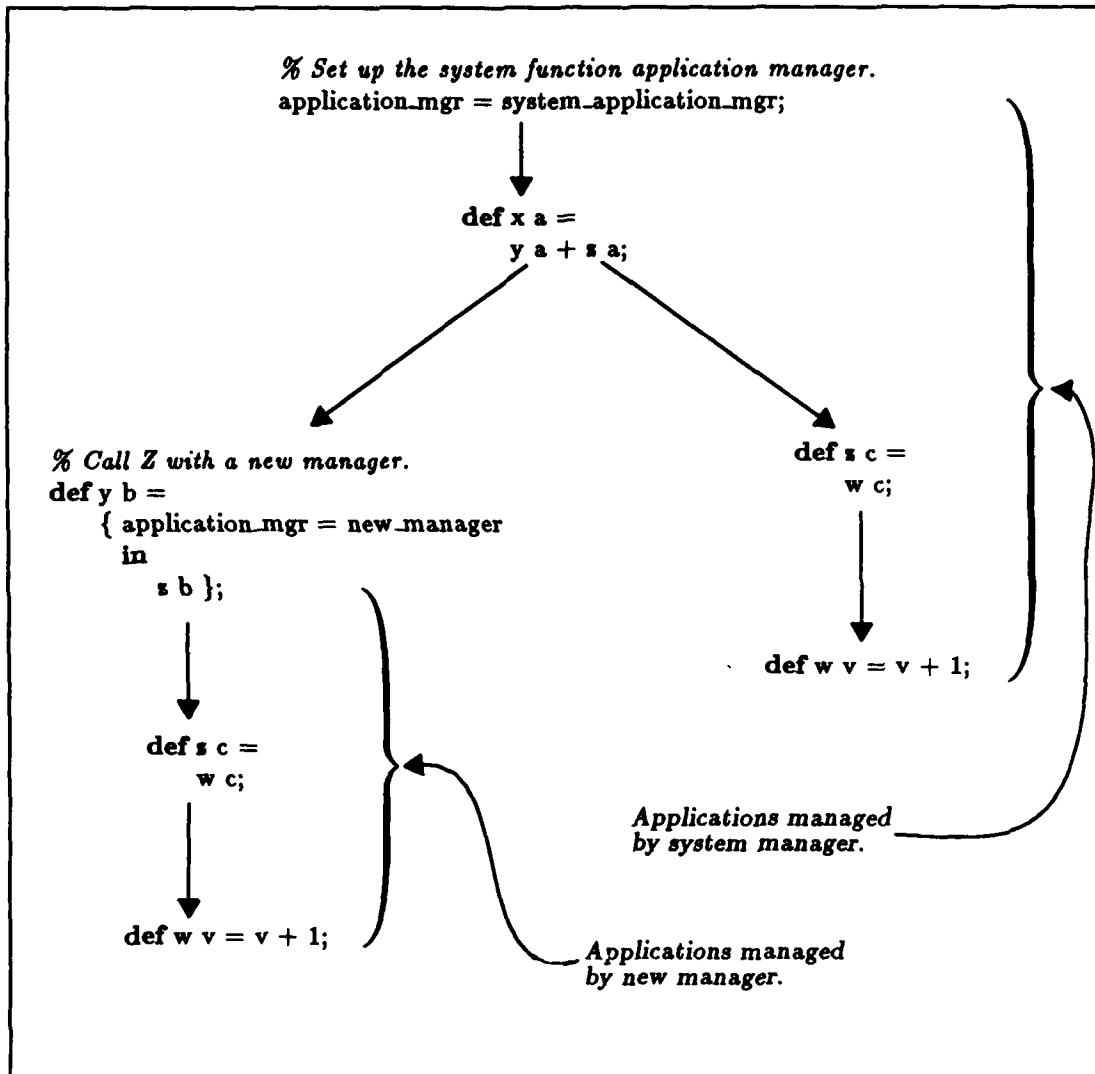 % Set up the system function application manager.
application_mgr = system_application_mgr;
def x a =
y a + z a;
% Call Z with a new manager.
def y b =
{ application_mgr = new_manager
in
z b };
def z c =
w c;
def w v = v + 1;
def z c =
w c;
def w v = v + 1;
Applications managed
by system manager.
Applications managed
by new manager.